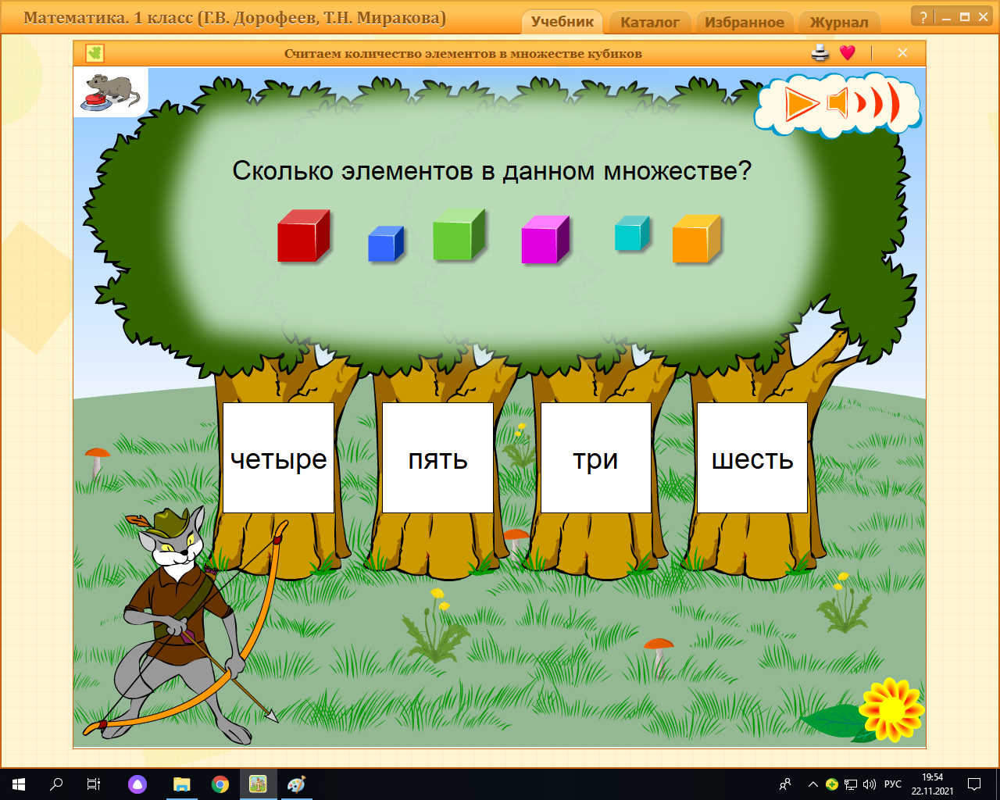 Математика. 1 класс (Г.В. Дорофеев, Т.Н. Миракова)
Учебник
Каталог
Избранное
Журнал
?
Считаем количество элементов в множестве кубиков
Сколько элементов в данном множестве?
четыре
пять
три
шесть
РУС
19:54
22.11.2021